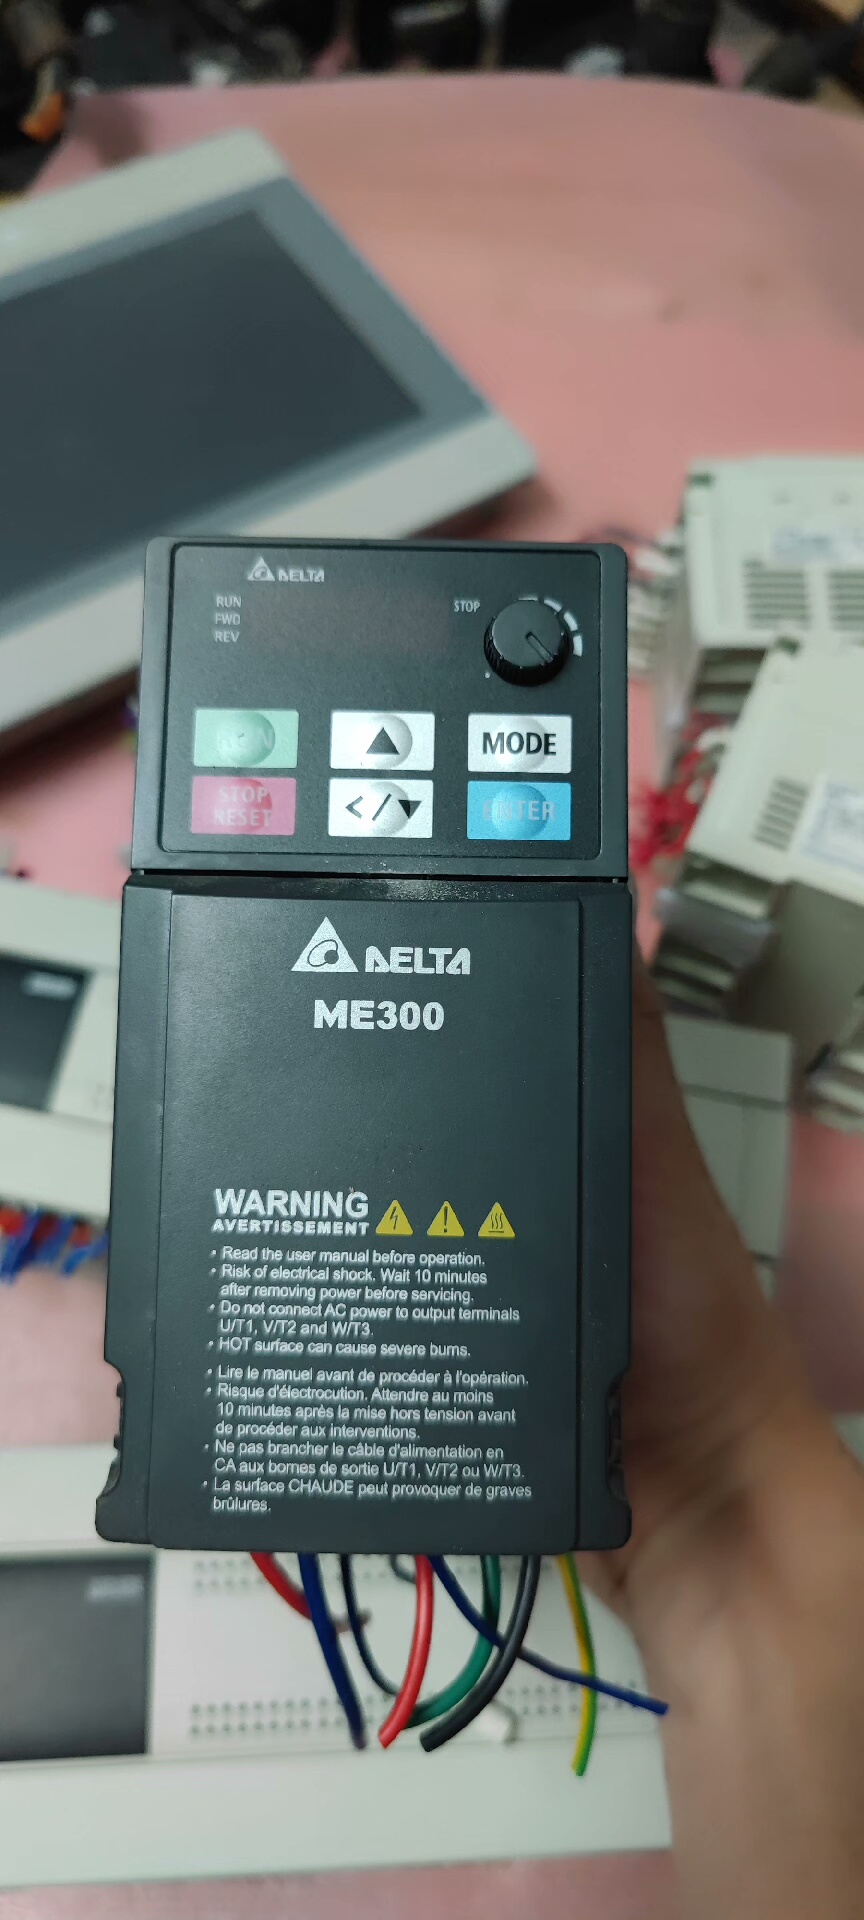 DELTA
RUN
FWD
REV
STOP
RUN
MODE
STOP
RESET
</▼
ENTER
DELTA
ME300
WARNING
AVERTISSEMENT
• Read the user manual before operation.
• Risk of electrical shock. Wait 10 minutes
after removing power before servicing.
• Do not connect AC power to output terminals
U/T1, V/T2 and W/T3.
• HOT surface can cause severe burns.
• Lire le manuel avant de procéder à l'opération.
• Risque d'électrocution. Attendre au moins
10 minutes après la mise hors tension avant
de procéder aux interventions.
• Ne pas brancher le câble d'alimentation en
CA aux bornes de sortie U/T1, V/T2 ou W/T3.
• La surface CHAUDE peut provoquer de graves
brûlures.